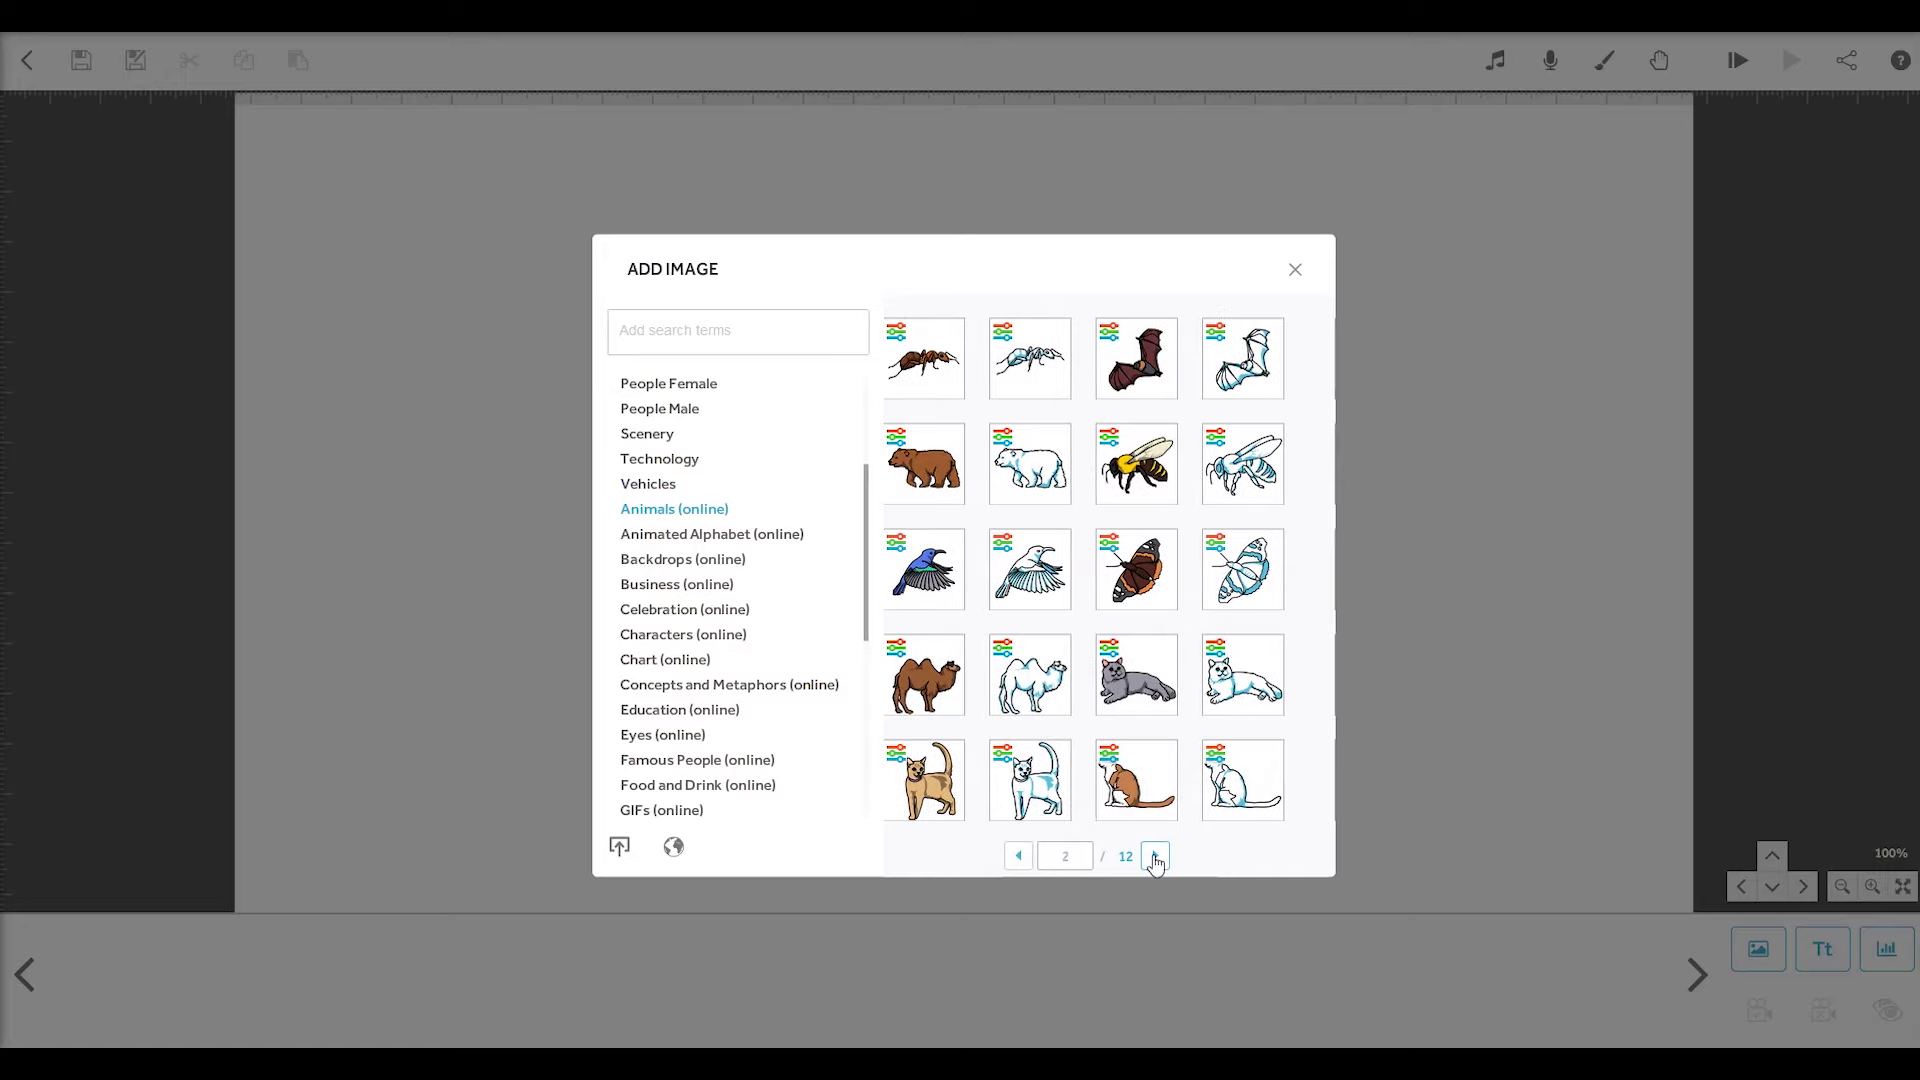 ?
ADD IMAGE
Add search terms
People Female
People Male
Scenery
Technology
Vehicles
Animals (online)
Animated Alphabet (online)
Backdrops (online)
Business (online)
Celebration (online)
Characters (online)
Chart (online)
Concepts and Metaphors (online)
Education (online)
Eyes (online)
Famous People (online)
Food and Drink (online)
GIFs (online)
2 / 12
100%
Tt